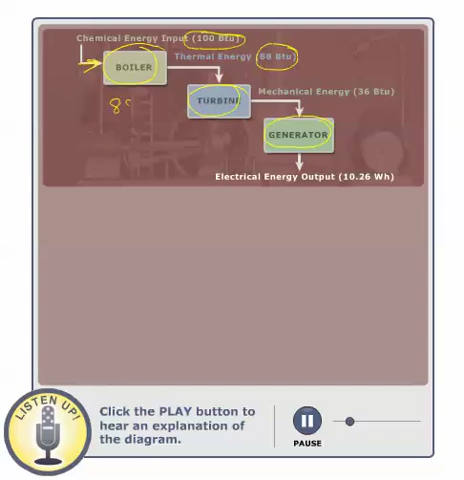 Chemical Energy Input (100 Btu)
BOILER
Thermal Energy (88 Btu)
TURBINE
Mechanical Energy (36 Btu)
GENERATOR
Electrical Energy Output (10.26 Wh)
LISTEN UP!
Click the PLAY button to
hear an explanation of
the diagram.
PAUSE